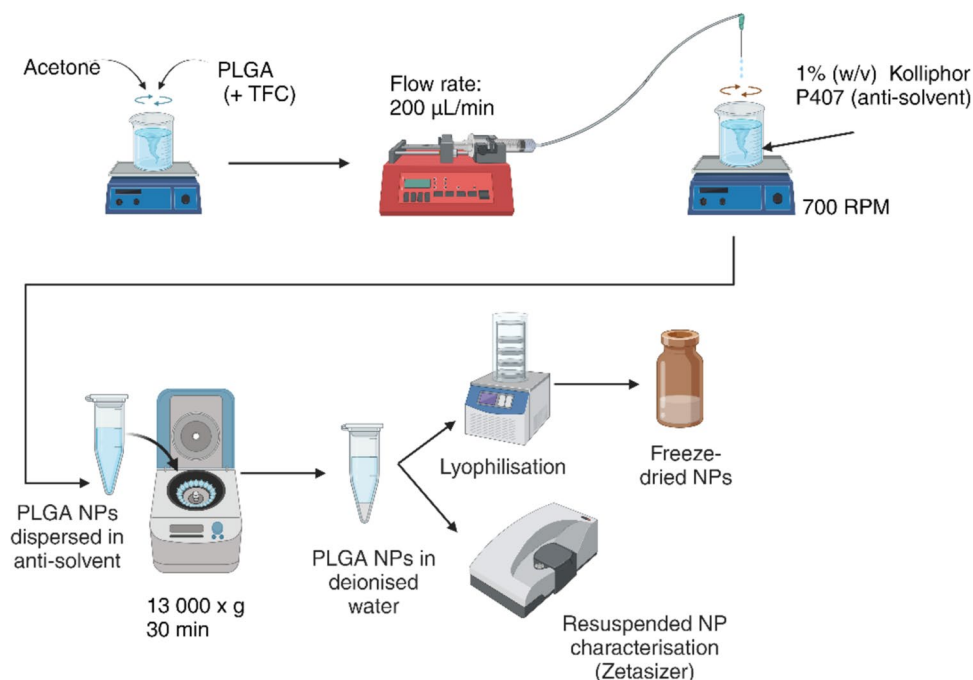 Acetone
PLGA
(+ TFC)
Flow rate:
200 µL/min
1% (w/v) Kolliphor
P407 (anti-solvent)
700 RPM
PLGA NPs
dispersed in
anti-solvent
13 000 x g
30 min
PLGA NPs in
deionised
water
Lyophilisation
Freeze-
dried NPs
Resuspended NP
characterisation
(Zetasizer)